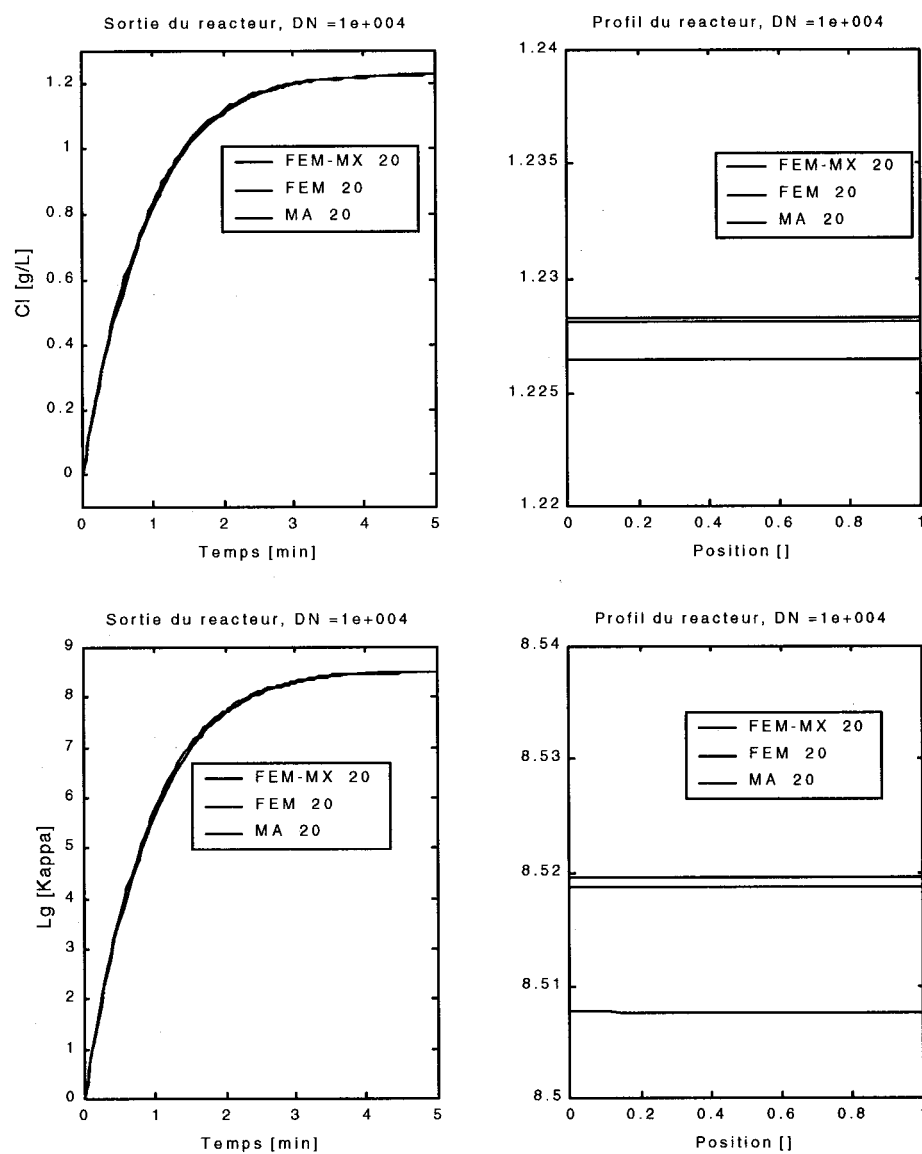 Sortie du reacteur, DN =1e+004
1.2
1
0.8
0.6
0.4
0.2
0
Cl [g/L]
FEM-MX 20
FEM 20
MA 20
0 1 2 3 4 5
Temps [min]
Profil du reacteur, DN =1e+004
1.24
1.235
1.23
1.225
1.22
FEM-MX 20
FEM 20
MA 20
0 0.2 0.4 0.6 0.8 1
Position []
Sortie du reacteur, DN =1e+004
9
8
7
6
5
4
3
2
1
0
Lg [Kappa]
FEM-MX 20
FEM 20
MA 20
0 1 2 3 4 5
Temps [min]
Profil du reacteur, DN =1e+004
8.54
8.53
8.52
8.51
8.5
FEM-MX 20
FEM 20
MA 20
0 0.2 0.4 0.6 0.8 1
Position []